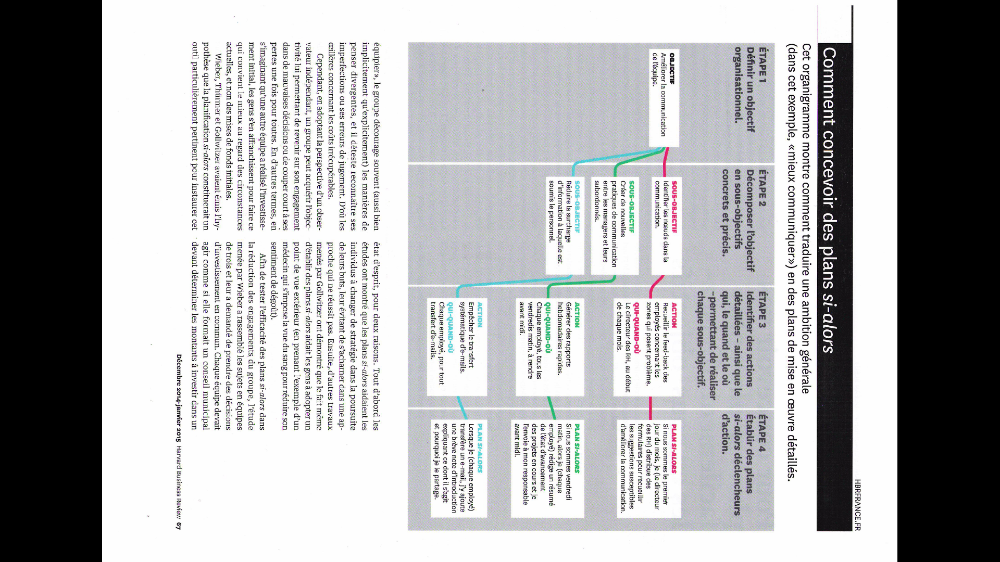 HBRFRANCE.FR
Comment concevoir des plans si-alors
Cet organigramme montre comment traduire une ambition générale
(dans cet exemple, «mieux communiquer») en des plans de mise en œuvre détaillés.
ÉTAPE 1
Définir un objectif
organisationnel.
OBJECTIF
Améliorer la communication
de l'équipe.
ÉTAPE 2
Décomposer l'objectif
en sous-objectifs
concrets et précis.
SOUS-OBJECTIF
Identifier les nœuds dans la
communication.
SOUS-OBJECTIF
Créer de nouvelles
pratiques de communication
entre les managers et leurs
subordonnés.
SOUS-OBJECTIF
Réduire la surcharge
d'information à laquelle est
soumis le personnel.
ÉTAPE 3
Identifier des actions
détaillées – ainsi que le
qui, le quand et le où
–permettant de réaliser
chaque sous-objectif.
ACTION
Recueillir le feed-back des
employés concernant les
zones qui posent problème.
QUI-QUAND-OÙ
Le directeur des RH, au début
de chaque mois.
ACTION
Générer des rapports
hebdomadaires rapides.
QUI-QUAND-OÙ
Chaque employé, tous les
vendredis matin, à rendre
avant midi.
ACTION
Empêcher le transfert
systématique d'e-mails.
QUI-QUAND-OÙ
Chaque employé, pour tout
transfert d'e-mails.
ÉTAPE 4
Établir des plans
si-alors déclencheurs
d'action.
PLAN SI-ALORS
Si nous sommes le premier
jour du mois, je (le directeur
des RH) distribue des
formulaires pour recueillir
les suggestions susceptibles
d'améliorer la communication.
PLAN SI-ALORS
Si nous sommes vendredi
matin, alors je (chaque
employé) rédige un résumé
de l'état d'avancement
des projets en cours et je
l'envoie à mon responsable
avant midi.
PLAN SI-ALORS
Lorsque je (chaque employé)
transfère un e-mail, j'y ajoute
une brève note d'introduction
expliquant ce dont il s'agit
et pourquoi je le partage.
équipier», le groupe décourage souvent (aussi bien
implicitement qu'explicitement) les manières de
penser divergentes, et il déteste reconnaître ses
imperfections ou ses erreurs de jugement. D'où les
œillères concernant les coûts irrécupérables.
Cependant, en adoptant la perspective d'un obser-
vateur indépendant, un groupe peut acquérir l'objec-
tivité lui permettant de revenir sur son engagement
dans de mauvaises décisions ou de couper court à ses
pertes une fois pour toutes. En d'autres termes, en
s'imaginant qu'une autre équipe a réalisé l'investisse-
ment initial, les gens s'en affranchissent pour faire ce
qui convient le mieux au regard des circonstances
actuelles, et non des mises de fonds initiales.
Wieber, Thürmer et Gollwitzer avaient émis l'hy-
pothèse que la planification si-alors constituerait un
outil particulièrement pertinent pour instaurer cet
état d'esprit, pour deux raisons. Tout d'abord les
études ont montré que les plans si-alors aidaient les
individus à changer de stratégie dans la poursuite
de leurs buts, leur évitant de s'acharner dans une ap-
proche qui ne réussit pas. Ensuite, d'autres travaux
menés par Gollwitzer ont démontré que le fait même
d'établir des plans si-alors aidait les gens à adopter un
point de vue extérieur (en prenant l'exemple d'un
médecin qui s'impose la vue du sang pour réduire son
sentiment de dégoût).
Afin de tester l'efficacité des plans si-alors dans
la réduction des engagements du groupe, l'étude
menée par Wieber a rassemblé les sujets en équipes
de trois et leur a demandé de prendre des décisions
d'investissement en commun. Chaque équipe devait
agir comme si elle formait un conseil municipal
devant déterminer les montants à investir dans un
Décembre 2014-janvier 2015 Harvard Business Review 67